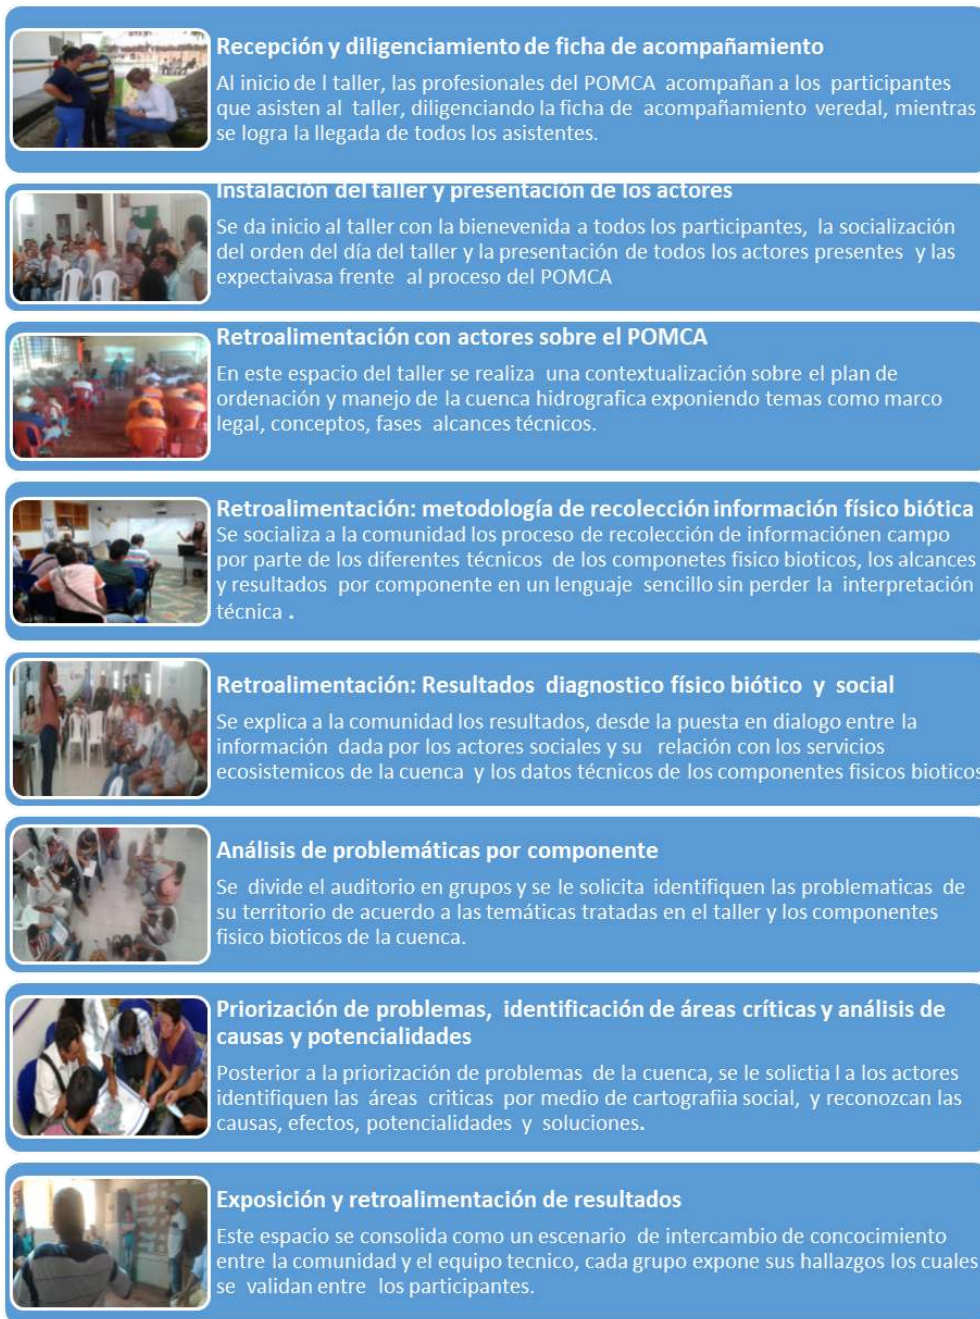 Recepción y diligenciamiento de ficha de acompañamiento
Al inicio de l taller, las profesionales del POMCA acompañan a los participantes
que asisten al taller, diligenciando la ficha de acompañamiento veredal, mientras
se logra la llegada de todos los asistentes.
Instalación del taller y presentación de los actores
Se da inicio al taller con la bienevenida a todos los participantes, la socialización
del orden del día del taller y la presentación de todos los actores presentes y las
expectaivasa frente al proceso del POMCA
Retroalimentación con actores sobre el POMCA
En este espacio del taller se realiza una contextualización sobre el plan de
ordenación y manejo de la cuenca hidrografica exponiendo temas como marco
legal, conceptos, fases alcances técnicos.
Retroalimentación: metodología de recolección información físico biótica
Se socializa a la comunidad los proceso de recolección de informaciónen campo
por parte de los diferentes técnicos de los componetes fisico bioticos, los alcances
y resultados por componente en un lenguaje sencillo sin perder la interpretación
técnica .
Retroalimentación: Resultados diagnostico físico biótico y social
Se explica a la comunidad los resultados, desde la puesta en dialogo entre la
información dada por los actores sociales y su relación con los servicios
ecosistemicos de la cuenca y los datos técnicos de los componentes fisicos bioticos
Análisis de problemáticas por componente
Se divide el auditorio en grupos y se le solicita identifiquen las problematicas de
su territorio de acuerdo a las temáticas tratadas en el taller y los componentes
fisico bioticos de la cuenca.
Priorización de problemas, identificación de áreas críticas y análisis de
causas y potencialidades
Posterior a la priorización de problemas de la cuenca, se le solictia l a los actores
identifiquen las áreas criticas por medio de cartografiia social, y reconozcan las
causas, efectos, potencialidades y soluciones.
Exposición y retroalimentación de resultados
Este espacio se consolida como un escenario de intercambio de concocimiento
entre la comunidad y el equipo tecnico, cada grupo expone sus hallazgos los cuales
se validan entre los participantes.